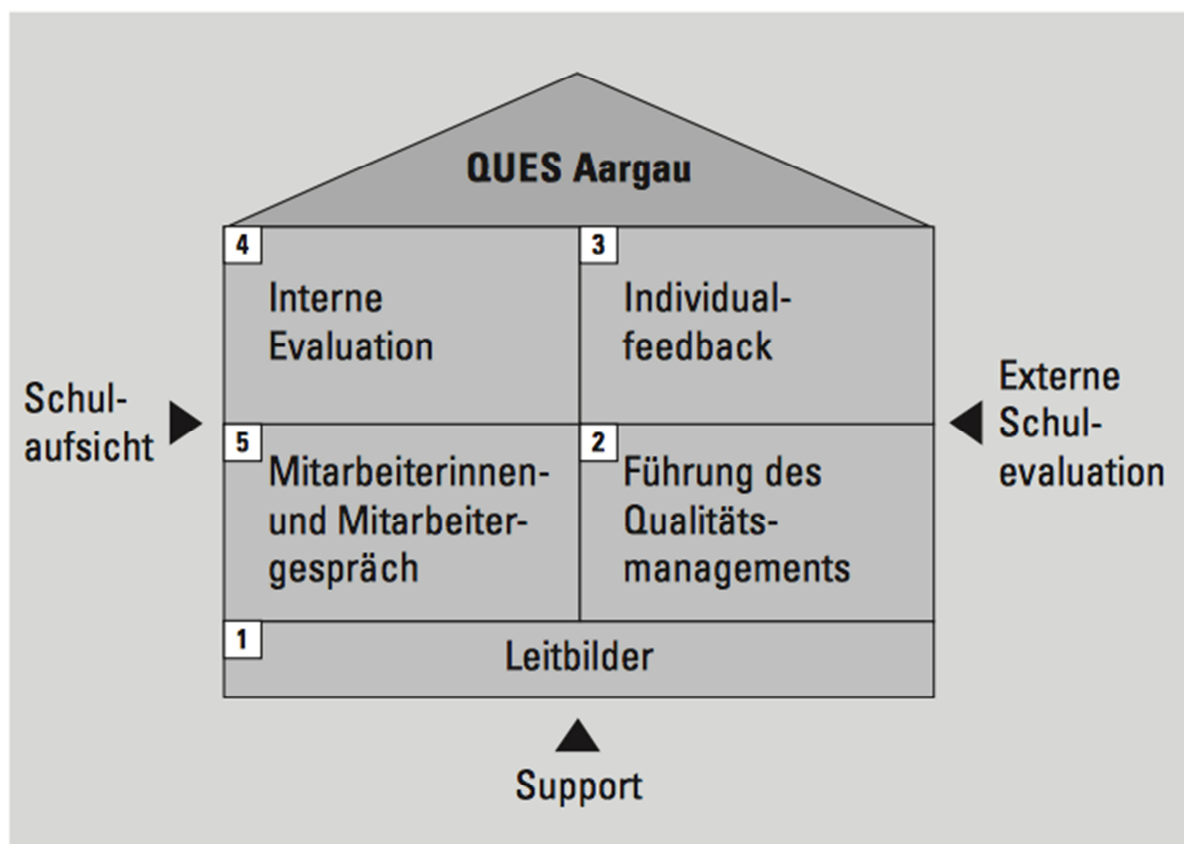 QUES Aargau
4
Interne
Evaluation
3
Individual-
feedback
Schul-
aufsicht
Externe
Schul-
evaluation
5
Mitarbeiterinnen-
und Mitarbeiter-
gespräch
2
Führung des
Qualitäts-
managements
1
Leitbilder
Support